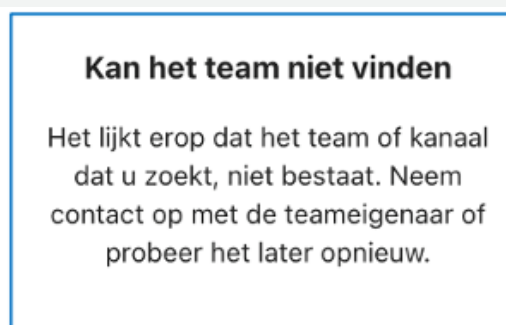 Kan het team niet vinden
Het lijkt erop dat het team of kanaal
dat u zoekt, niet bestaat. Neem
contact op met de teameigenaar of
probeer het later opnieuw.